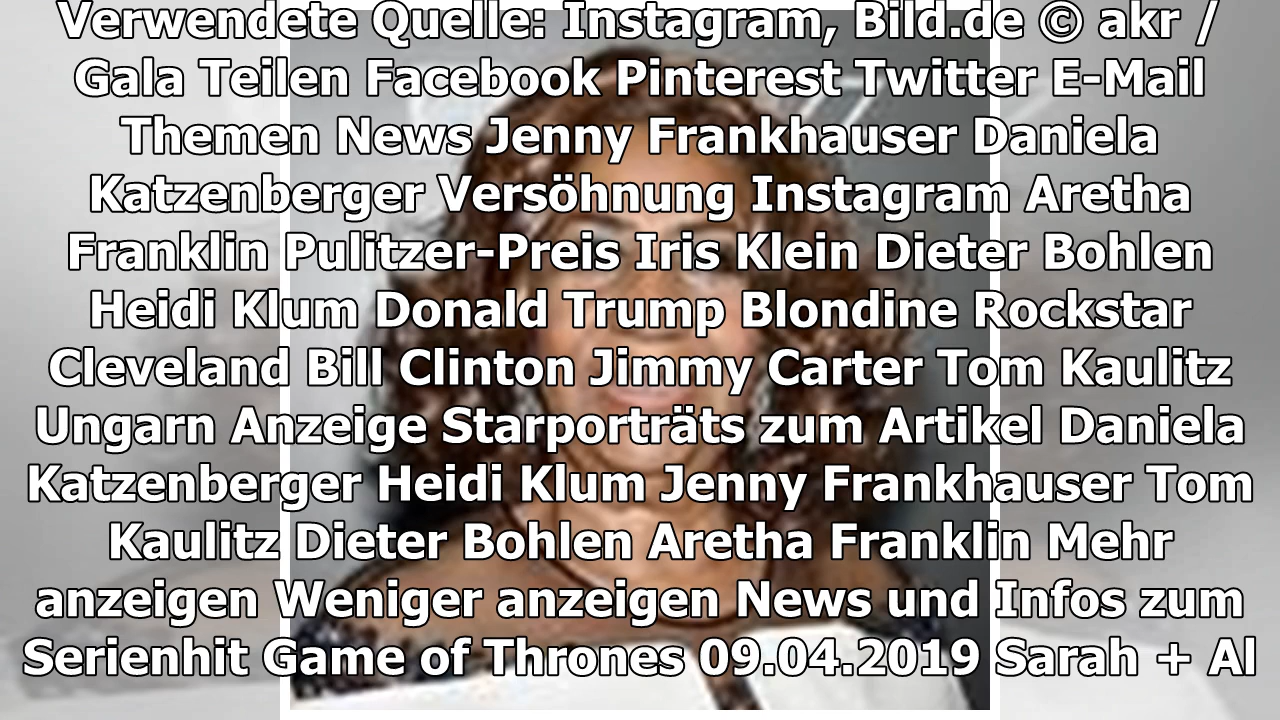 Verwendete Quelle: Instagram, Bild.de © akr /
Gala Teilen Facebook Pinterest Twitter E-Mail
Themen News Jenny Frankhauser Daniela
Katzenberger Versöhnung Instagram Aretha
Franklin Pulitzer-Preis Iris Klein Dieter Bohlen
Heidi Klum Donald Trump Blondine Rockstar
Cleveland Bill Clinton Jimmy Carter Tom Kaulitz
Ungarn Anzeige Starporträts zum Artikel Daniela
Katzenberger Heidi Klum Jenny Frankhauser Tom
Kaulitz Dieter Bohlen Aretha Franklin Mehr
anzeigen Weniger anzeigen News und Infos zum
Serienhit Game of Thrones 09.04.2019 Sarah + Al